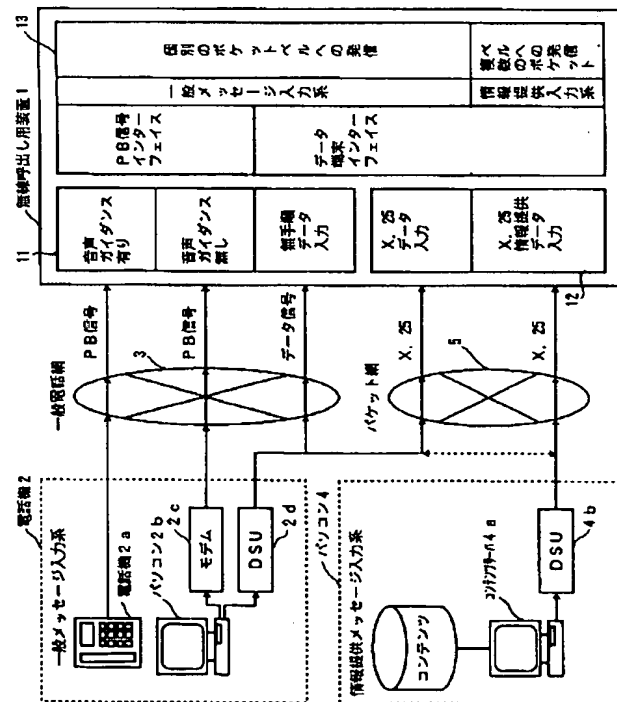 電話機2
一般メッセージ入力系
電話機2a
パソコン2b
2c
モデム
DSU
2d
パソコン4
情報提供メッセージ入力系
コンテンツ
コンテンツサーバ4a
DSU
4b
一般電話網
3
パケット網
5
PB信号
PB信号
データ信号
X. 25
X. 25
無線呼出し用装置1
11
12
13
音声
ガイダンス
有り
音声
ガイダンス
無し
無手順
データ
入力
X. 25
データ
入力
X. 25
情報提供
データ
入力
PB信号
インター
フェイス
データ
端末
インター
フェイス
一般メッセージ入力系
情報提供入力系
個別のポケットベルへの発信
複数のポケット
ベルへの発信